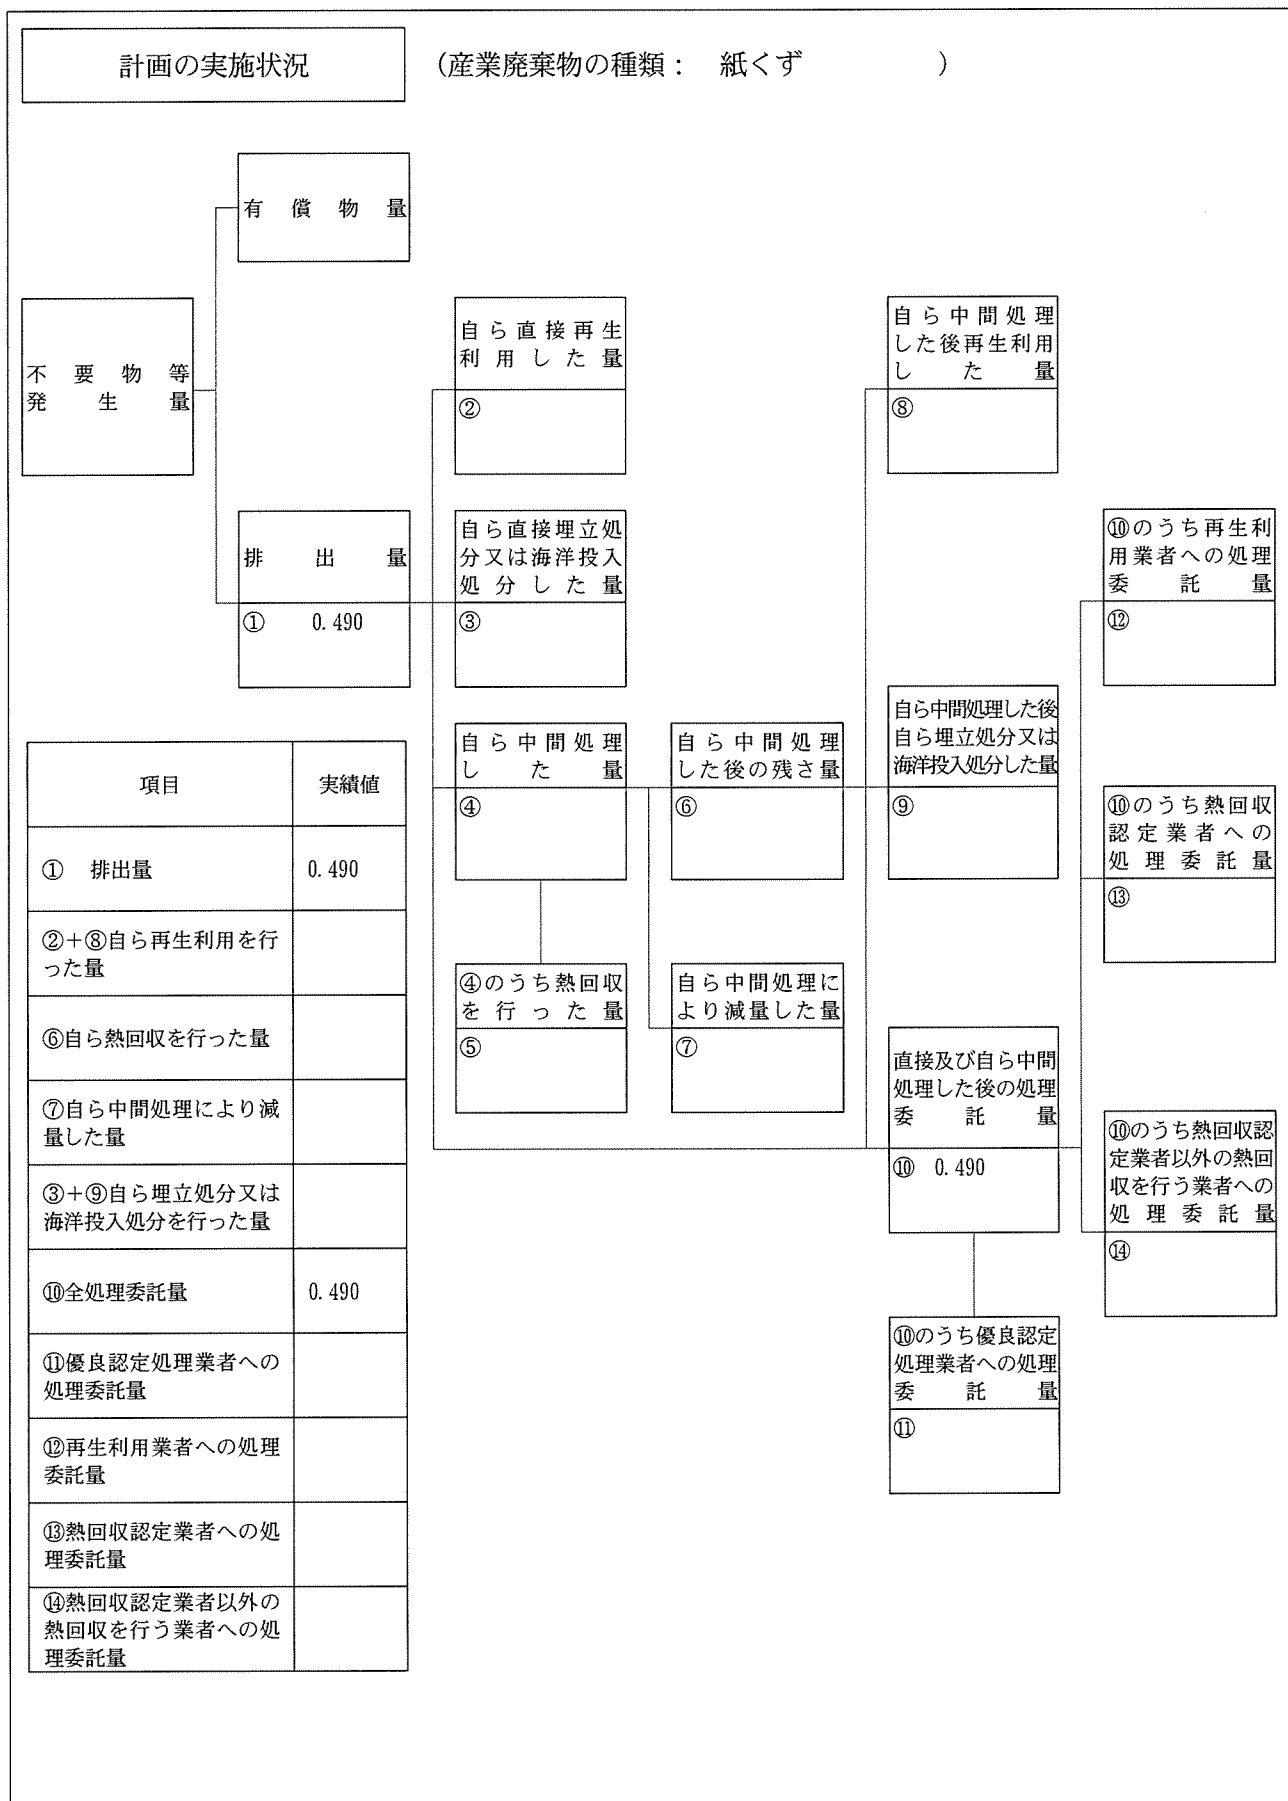 計画の実施状況 （産業廃棄物の種類： 紙くず ）
有償物量
不要物等
発生量
自ら直接再生
利用した量
②
自ら中間処理
した後再生利用
した量
⑧
排出量
① 0.490
自ら直接埋立処
分又は海洋投入
処分した量
③
⑩のうち再生利
用業者への処理
委託量
⑫
自ら中間処理
した量
④
自ら中間処理
した後の残さ量
⑥
自ら中間処理した後
自ら埋立処分又は
海洋投入処分した量
⑨
⑩のうち熱回収
認定業者への
処理委託量
⑬
④のうち熱回収
を行った量
⑤
自ら中間処理に
より減量した量
⑦
直接及び自ら中間
処理した後の処理
委託量
⑩ 0.490
⑩のうち熱回収認
定業者以外の熱回
収を行う業者への
処理委託量
⑭
⑩のうち優良認定
処理業者への処理
委託量
⑪
項目 実績値
① 排出量 0.490
②＋⑧自ら再生利用を行
った量
⑥自ら熱回収を行った量
⑦自ら中間処理により減
量した量
③＋⑨自ら埋立処分又は
海洋投入処分を行った量
⑩全処理委託量 0.490
⑪優良認定処理業者への
処理委託量
⑫再生利用業者への処理
委託量
⑬熱回収認定業者への処
理委託量
⑭熱回収認定業者以外の
熱回収を行う業者への処
理委託量